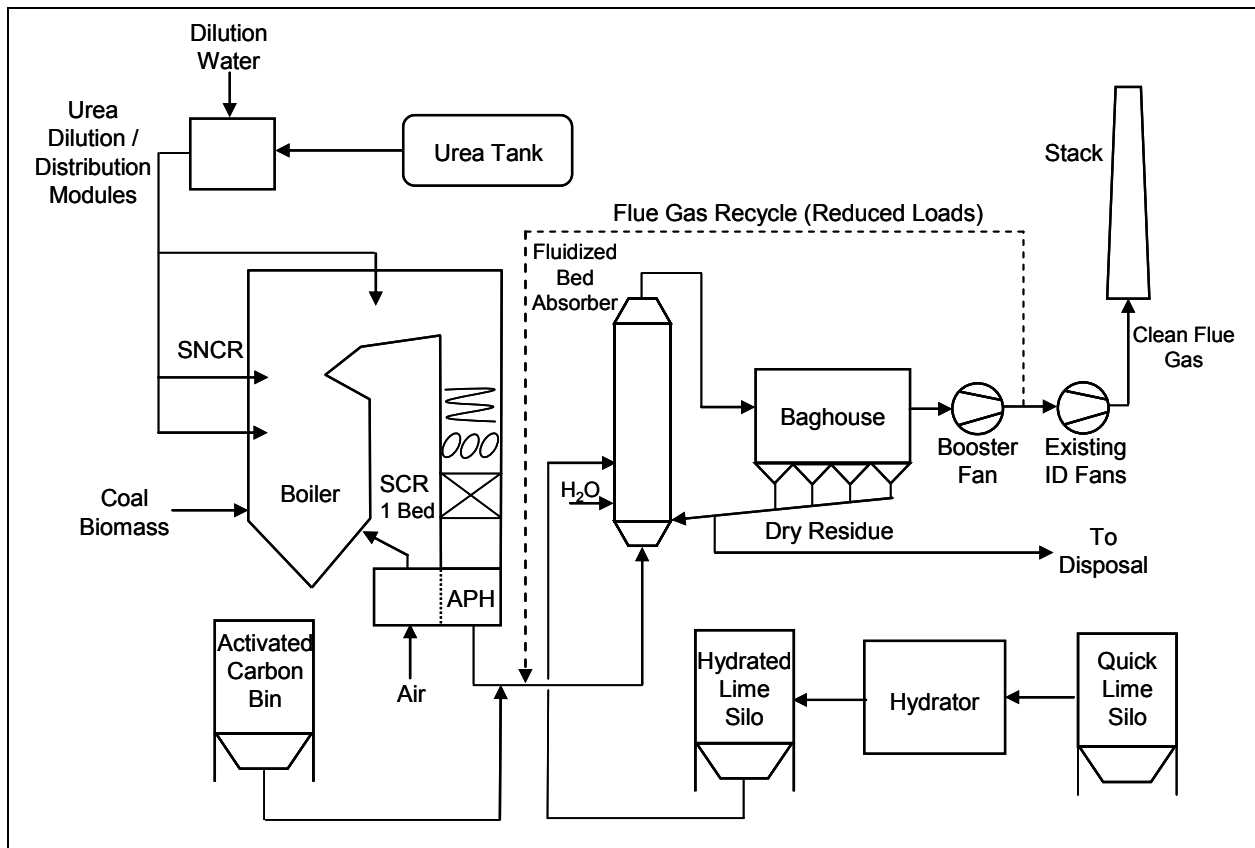 Dilution
Water
Urea
Dilution /
Distribution
Modules
Urea Tank
Stack
Flue Gas Recycle (Reduced Loads)
Fluidized
Bed
Absorber
Clean Flue
Gas
SNCR
Baghouse
Booster
Fan
Existing
ID Fans
Coal
Biomass
Boiler
SCR
1 Bed
H₂O
Dry Residue
To
Disposal
APH
Air
Activated
Carbon
Bin
Hydrated
Lime
Silo
Hydrator
Quick
Lime
Silo